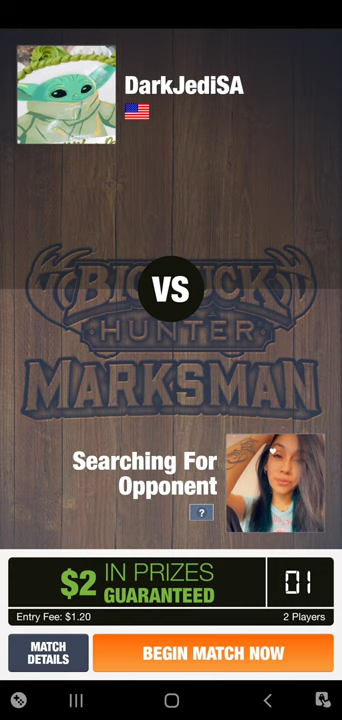 DarkJediSA
VS
BIG BUCK
HUNTER
MARKSMAN
Searching For
Opponent
?
$2 IN PRIZES
GUARANTEED
01
Entry Fee: $1.20
2 Players
MATCH
DETAILS
BEGIN MATCH NOW